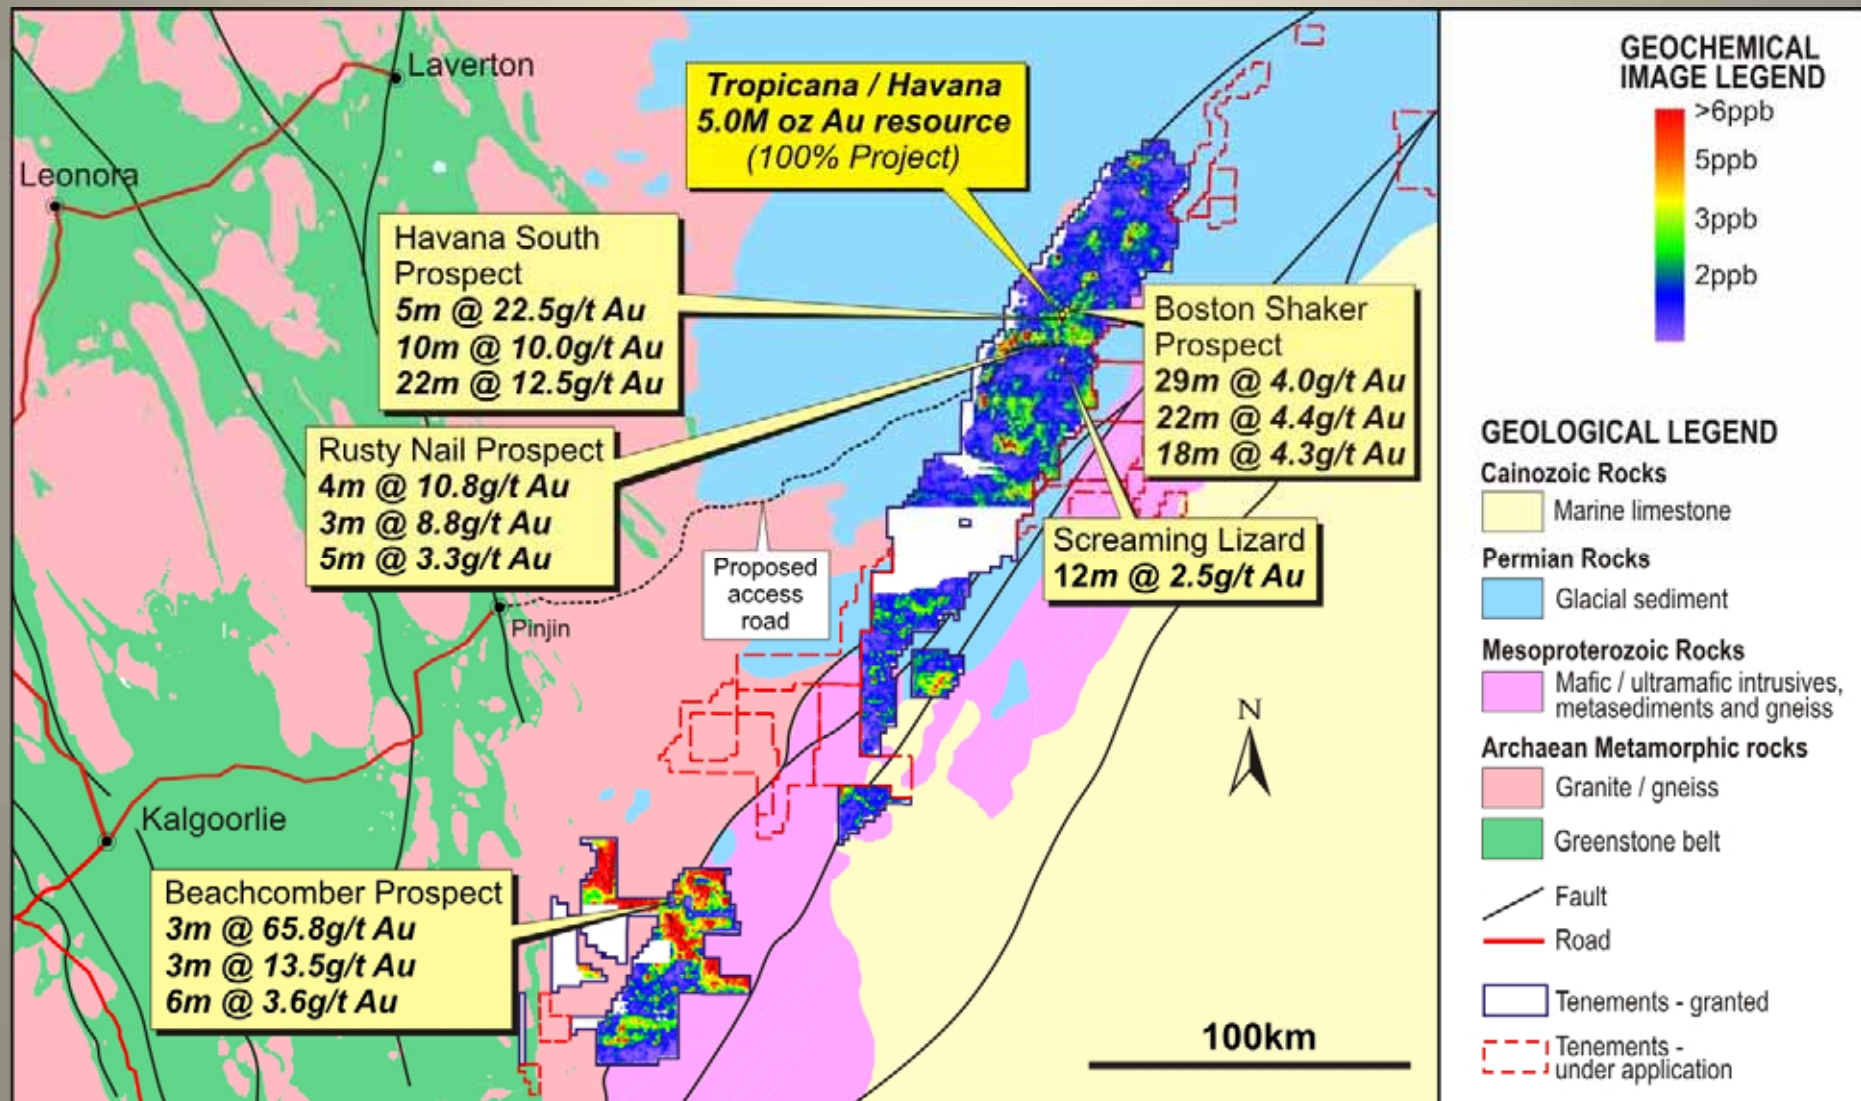 Laverton
Leonora
Tropicana / Havana
5.0M oz Au resource
(100% Project)
Havana South
Prospect
5m @ 22.5g/t Au
10m @ 10.0g/t Au
22m @ 12.5g/t Au
Boston Shaker
Prospect
29m @ 4.0g/t Au
22m @ 4.4g/t Au
18m @ 4.3g/t Au
Rusty Nail Prospect
4m @ 10.8g/t Au
3m @ 8.8g/t Au
5m @ 3.3g/t Au
Screaming Lizard
12m @ 2.5g/t Au
Proposed
access
road
Pinjin
Kalgoorlie
Beachcomber Prospect
3m @ 65.8g/t Au
3m @ 13.5g/t Au
6m @ 3.6g/t Au
N
100km
GEOCHEMICAL
IMAGE LEGEND
>6ppb
5ppb
3ppb
2ppb
GEOLOGICAL LEGEND
Cainozoic Rocks
Marine limestone
Permian Rocks
Glacial sediment
Mesoproterozoic Rocks
Mafic / ultramafic intrusives,
metasediments and gneiss
Archaean Metamorphic rocks
Granite / gneiss
Greenstone belt
Fault
Road
Tenements - granted
Tenements -
under application